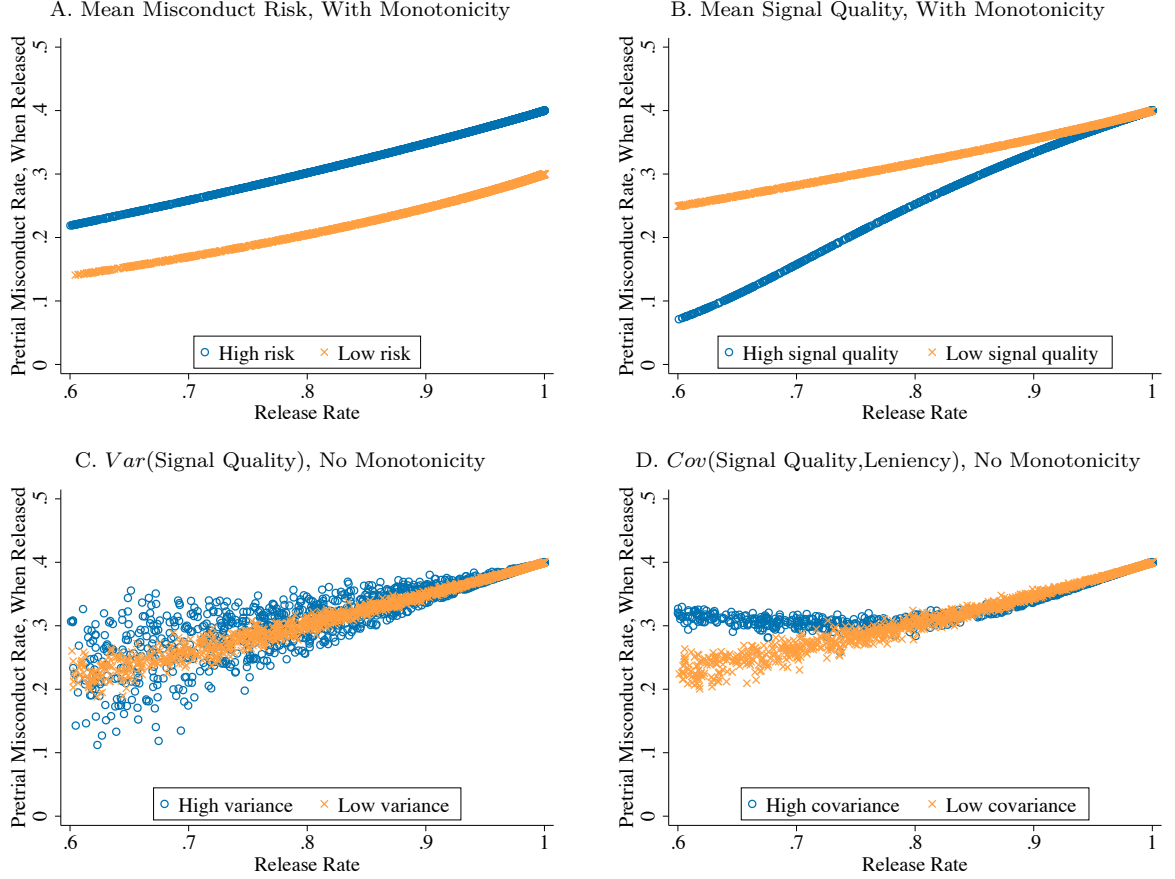 A. Mean Misconduct Risk, With Monotonicity
Pretrial Misconduct Rate, When Released
.5
.4
.3
.2
.1
0
High risk
Low risk
.6 .7 .8 .9 1
Release Rate
B. Mean Signal Quality, With Monotonicity
Pretrial Misconduct Rate, When Released
.5
.4
.3
.2
.1
0
High signal quality
Low signal quality
.6 .7 .8 .9 1
Release Rate
C. Var(Signal Quality), No Monotonicity
Pretrial Misconduct Rate, When Released
.5
.4
.3
.2
.1
0
High variance
Low variance
.6 .7 .8 .9 1
Release Rate
D. Cov(Signal Quality,Leniency), No Monotonicity
Pretrial Misconduct Rate, When Released
.5
.4
.3
.2
.1
0
High covariance
Low covariance
.6 .7 .8 .9 1
Release Rate